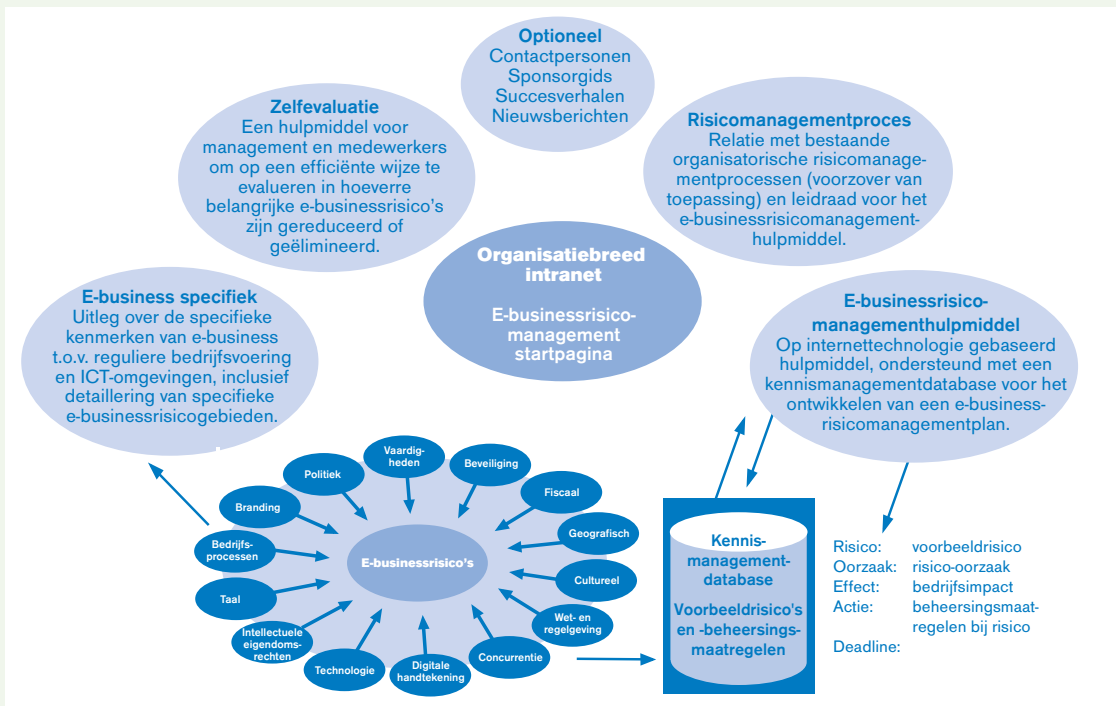 Optioneel
Contactpersonen
Sponsorgids
Succesverhalen
Nieuwsberichten
Zelfevaluatie
Een hulpmiddel voor
management en medewerkers
om op een efficiënte wijze te
evalueren in hoeverre
belangrijke e-businessrisico's
zijn gereduceerd of
geëlimineerd.
Risicomanagementproces
Relatie met bestaande
organisatorische risicomanage-
mentprocessen (voorzover van
toepassing) en leidraad voor het
e-businessrisicomanagement-
hulpmiddel.
Organisatiebreed
intranet
E-businessrisico-
management
startpagina
E-business specifiek
Uitleg over de specifieke
kenmerken van e-business
t.o.v. reguliere bedrijfsvoering
en ICT-omgevingen, inclusief
detaillering van specifieke
e-businessrisicogebieden.
E-businessrisico-
managementhulpmiddel
Op internettechnologie gebaseerd
hulpmiddel, ondersteund met een
kennismanagementdatabase voor het
ontwikkelen van een e-business-
risicomanagementplan.
Vaardig-
heden
Beveiliging
Politiek
Fiscaal
Branding
Geografisch
Bedrijfs-
processen
E-businessrisico's
Cultureel
Taal
Wet- en
regelgeving
Intellectuele
eigendoms-
rechten
Concurrentie
Technologie
Digitale
handtekening
Kennis-
management-
database
Voorbeeldrisico's
en -beheersings-
maatregelen
Risico: voorbeeldrisico
Oorzaak: risico-oorzaak
Effect: bedrijfsimpact
Actie: beheersingsmaat-
regelen bij risico
Deadline: